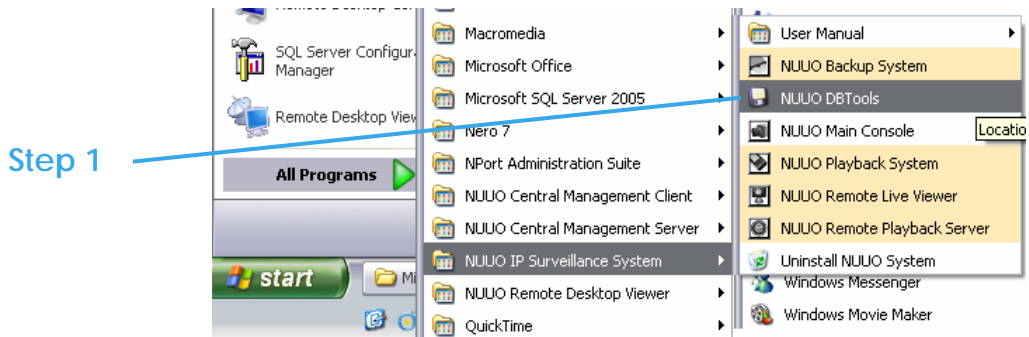 Step 1
SQL Server Configur
Manager
Remote Desktop View
All Programs
start
Mi
Macromedia
Microsoft Office
Microsoft SQL Server 2005
Nero 7
NPort Administration Suite
NUUO Central Management Client
NUUO Central Management Server
NUUO IP Surveillance System
NUUO Remote Desktop Viewer
QuickTime
User Manual
NUUO Backup System
NUUO DBTools
NUUO Main Console
Locatio
NUUO Playback System
NUUO Remote Live Viewer
NUUO Remote Playback Server
Uninstall NUUO System
Windows Messenger
Windows Movie Maker